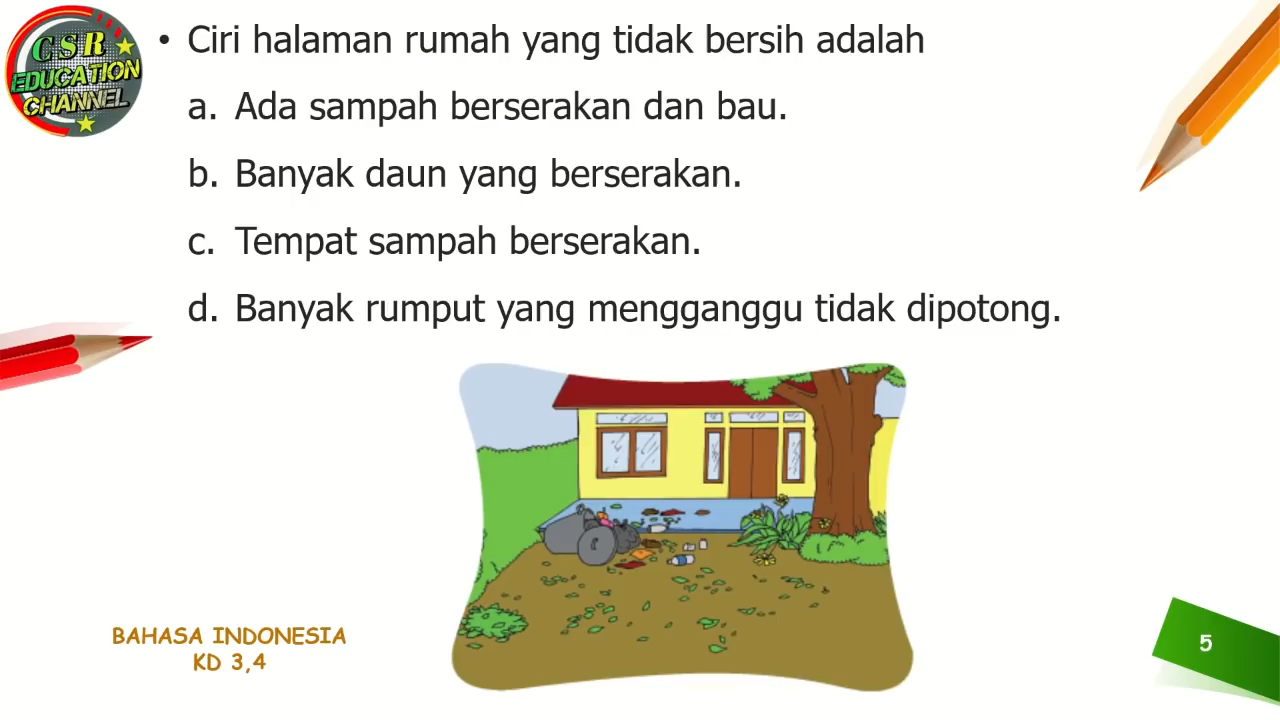 CSR
EDUCATION
CHANNEL
• Ciri halaman rumah yang tidak bersih adalah
a. Ada sampah berserakan dan bau.
b. Banyak daun yang berserakan.
c. Tempat sampah berserakan.
d. Banyak rumput yang mengganggu tidak dipotong.
BAHASA INDONESIA
KD 3,4
5